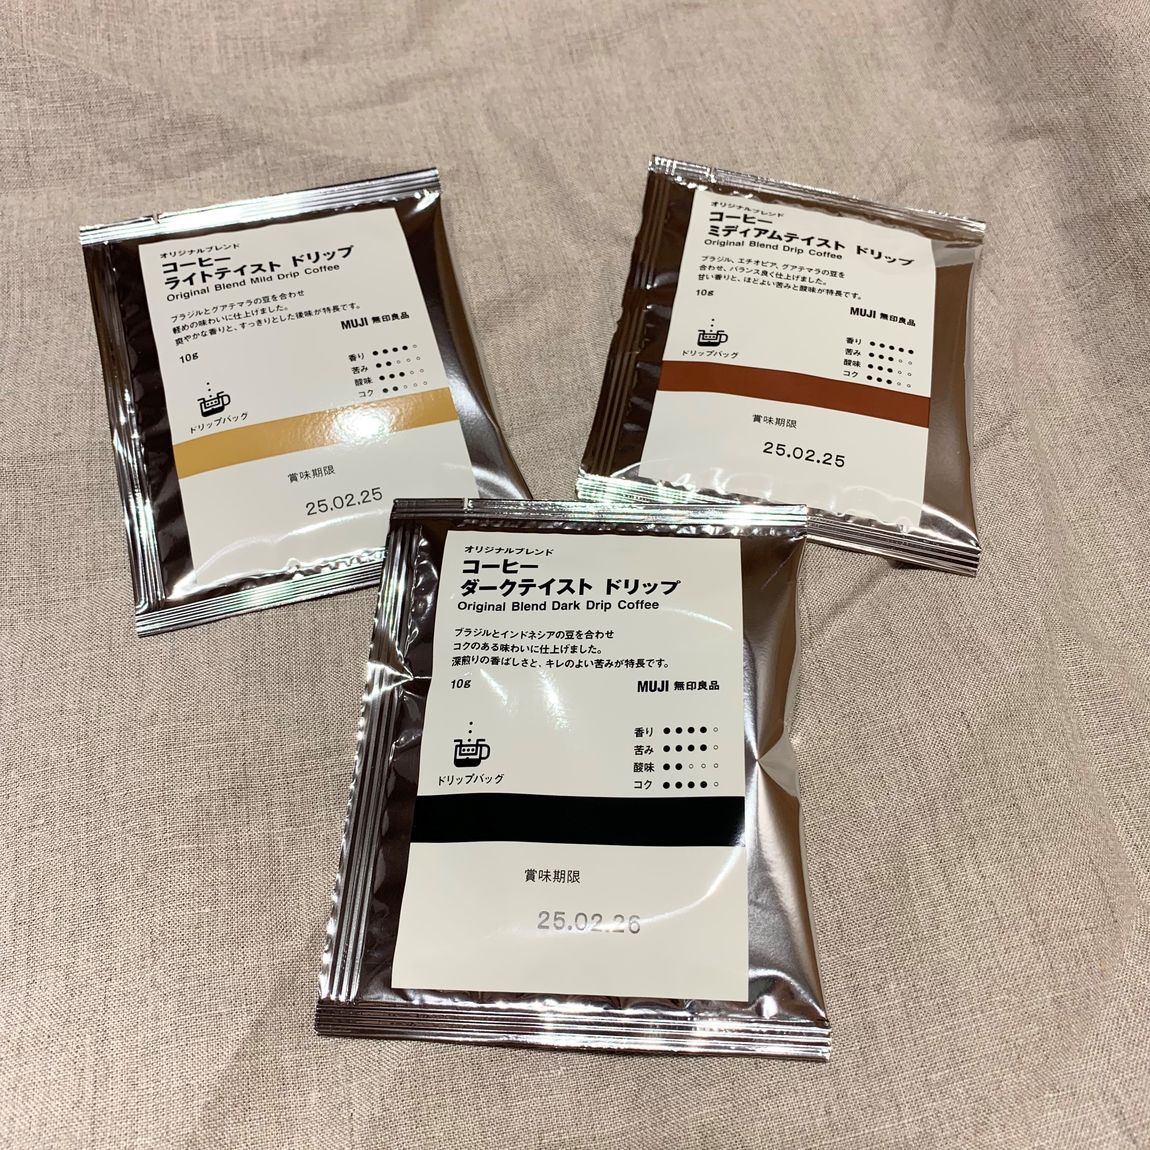 オリジナルブレンド
コーヒー
ライトテイスト ドリップ
Original Blend Mild Drip Coffee
ブラジルとグアテマラの豆を合わせ
軽めの味わいに仕上げました。
爽やかな香りと、すっきりとした後味が特長です。
10g
MUJI 無印良品
香り ●●●●○
苦み ●●○○○
酸味 ●●●○○
コク ●●○○○
ドリップバッグ
賞味期限
25.02.25
オリジナルブレンド
コーヒー
ミディアムテイスト ドリップ
Original Blend Drip Coffee
ブラジル、エチオピア、グアテマラの豆を
合わせ、バランス良く仕上げました。
甘い香りと、ほどよい苦みと酸味が特長です。
10g
MUJI 無印良品
香り ●●●●●
苦み ●●●○○
酸味 ●●●○○
コク ●●●○○
ドリップバッグ
賞味期限
25.02.25
オリジナルブレンド
コーヒー
ダークテイスト ドリップ
Original Blend Dark Drip Coffee
ブラジルとインドネシアの豆を合わせ
コクのある味わいに仕上げました。
深煎りの香ばしさと、キレのよい苦みが特長です。
10g
MUJI 無印良品
香り ●●●●○
苦み ●●●●○
酸味 ●●○○○
コク ●●●●○
ドリップバッグ
賞味期限
25.02.26